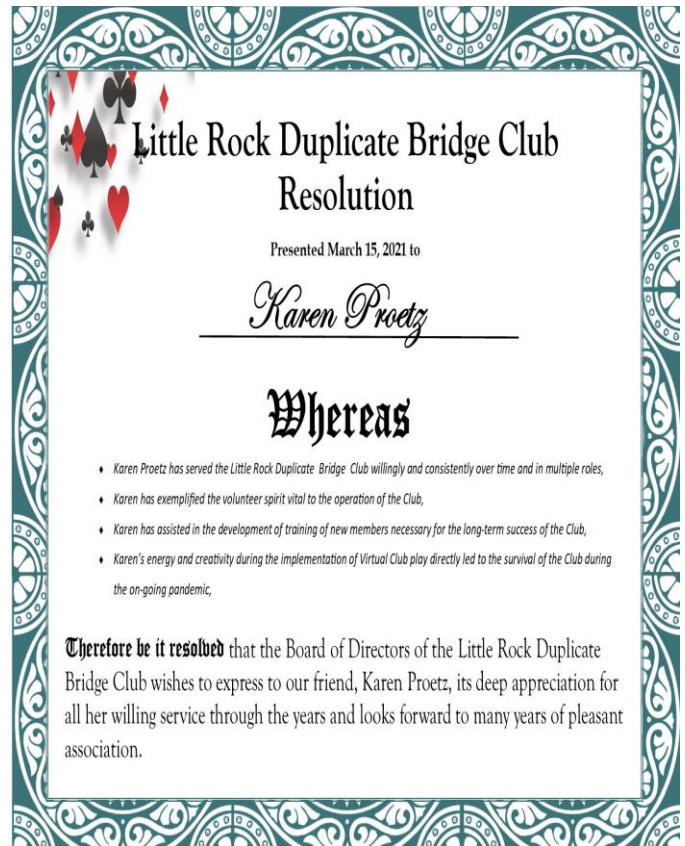 Little Rock Duplicate Bridge Club
Resolution
Presented March 15, 2021 to
Karen Proetz
Whereas
♦ Karen Proetz has served the Little Rock Duplicate Bridge Club willingly and consistently over time and in multiple roles,
♦ Karen has exemplified the volunteer spirit vital to the operation of the Club,
♦ Karen has assisted in the development of training of new members necessary for the long-term success of the Club,
♦ Karen's energy and creativity during the implementation of Virtual Club play directly led to the survival of the Club during
the on-going pandemic,
Therefore be it resolved that the Board of Directors of the Little Rock Duplicate
Bridge Club wishes to express to our friend, Karen Proetz, its deep appreciation for
all her willing service through the years and looks forward to many years of pleasant
association.